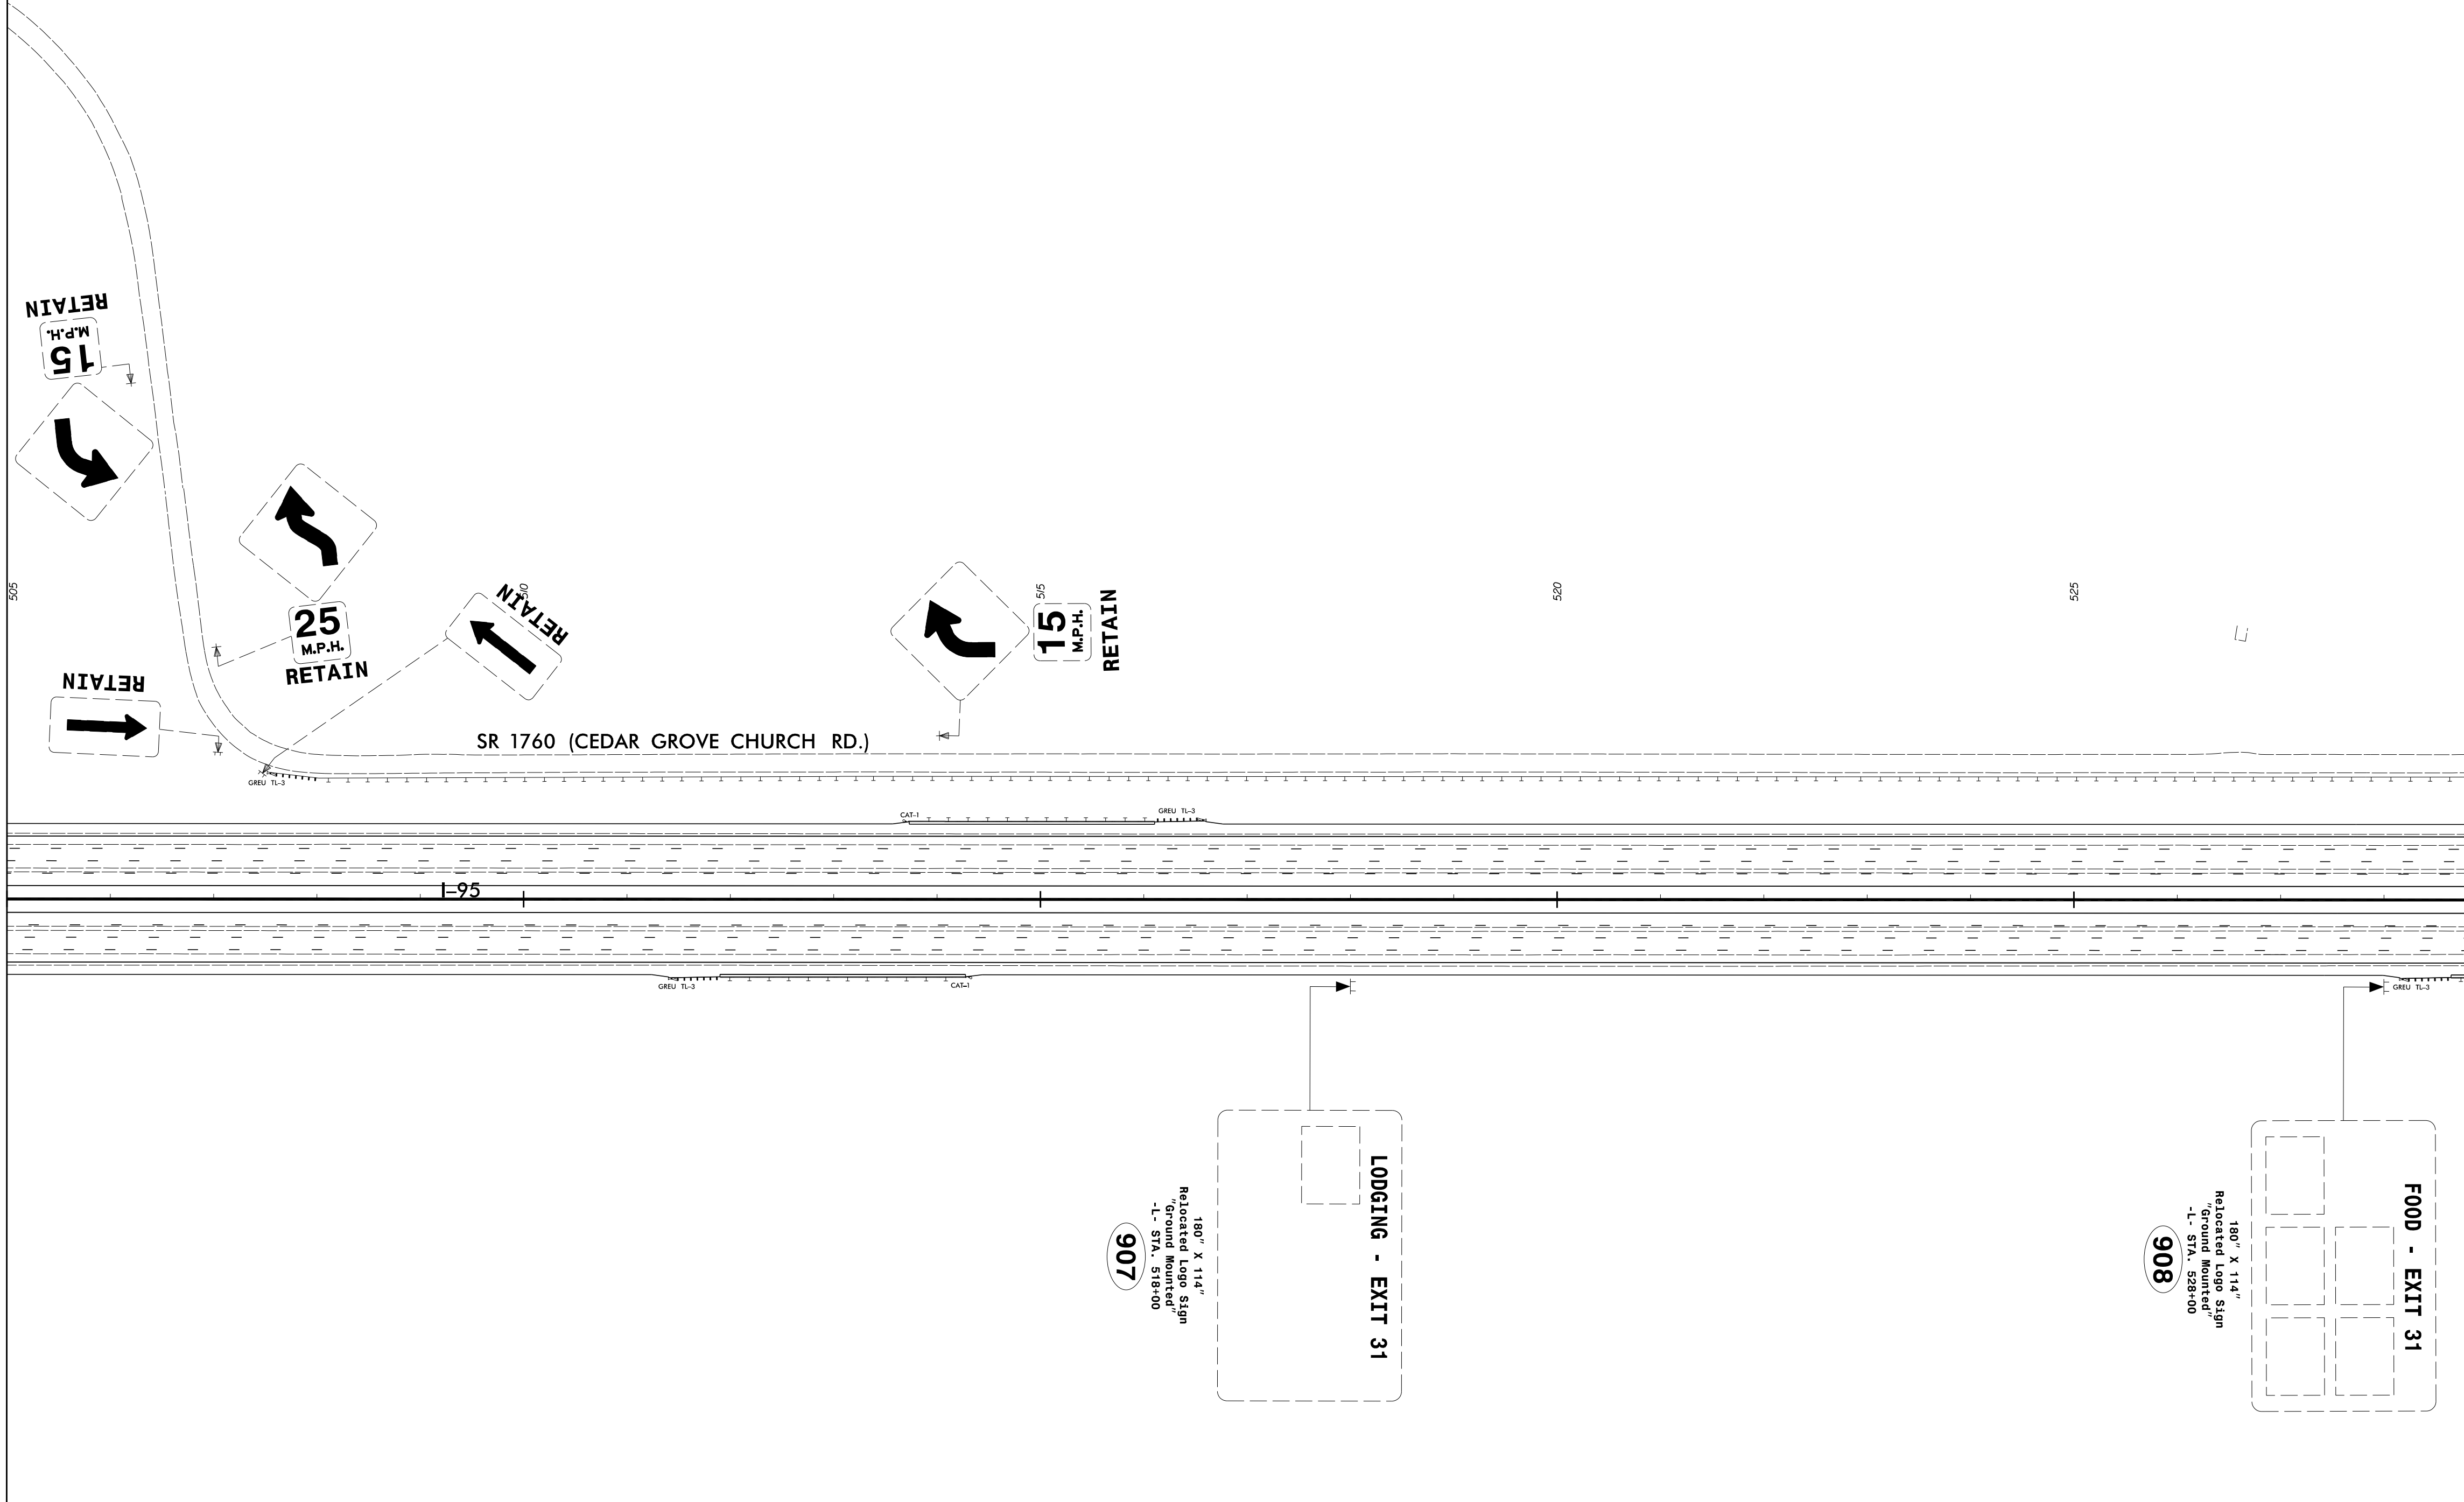 RETAIN
15
M.P.H.
25
M.P.H.
RETAIN
RETAIN
RETAIN
15
M.P.H.
RETAIN
505
510
515
520
525
SR 1760 (CEDAR GROVE CHURCH RD.)
GREU TL-3
CAT-1
GREU TL-3
I-95
GREU TL-3
CAT-1
GREU TL-3
LODGING - EXIT 31
180" X 114"
Relocated Logo Sign
"Ground Mounted"
-L- STA. 518+00
907
FOOD - EXIT 31
180" X 114"
Relocated Logo Sign
"Ground Mounted"
-L- STA. 528+00
908